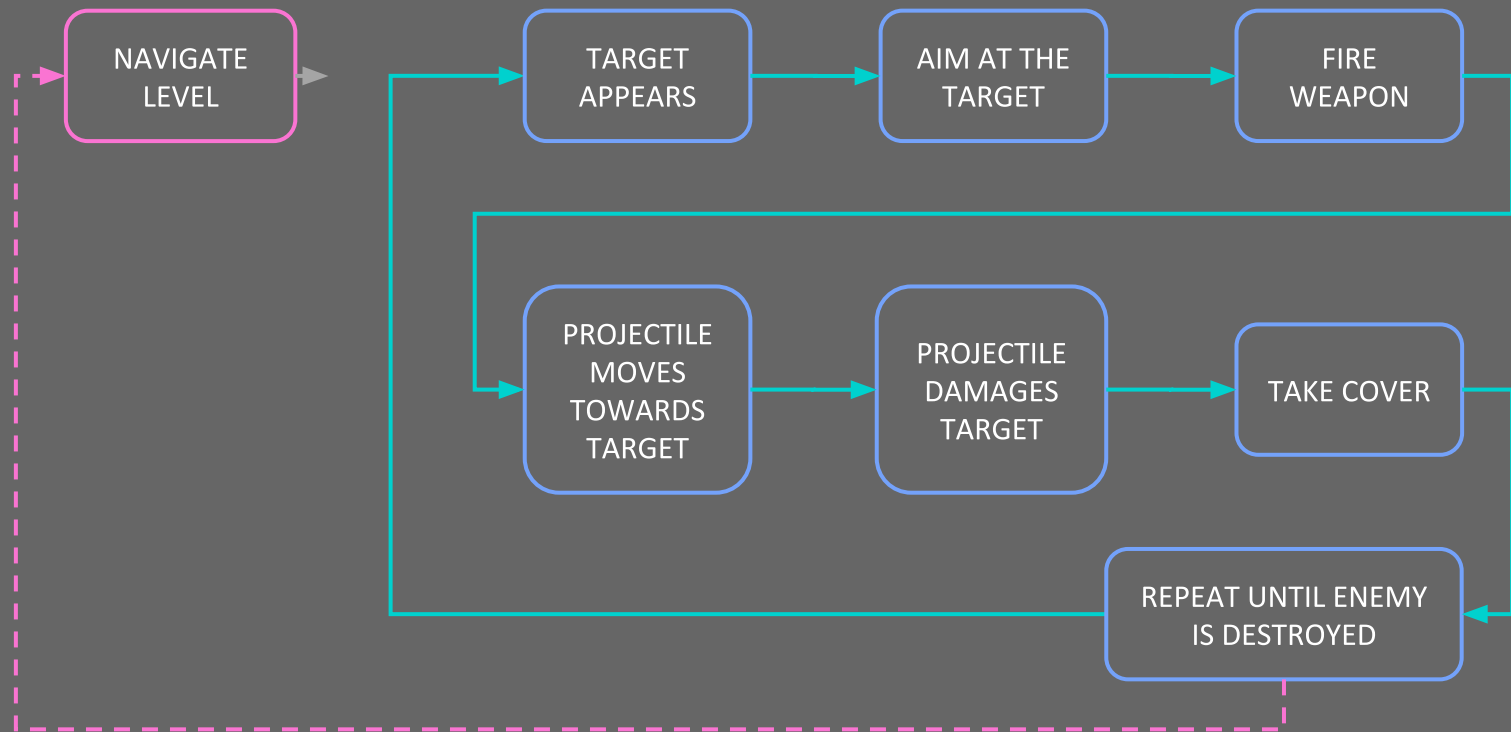 NAVIGATE
LEVEL
TARGET
APPEARS
AIM AT THE
TARGET
FIRE
WEAPON
PROJECTILE
MOVES
TOWARDS
TARGET
PROJECTILE
DAMAGES
TARGET
TAKE COVER
REPEAT UNTIL ENEMY
IS DESTROYED